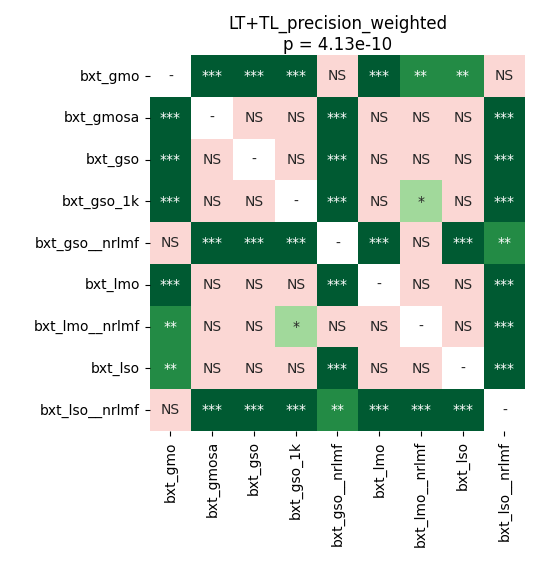 LT+TL_precision_weighted
p = 4.13e-10
bxt_gmo - *** *** *** NS *** ** ** NS
bxt_gmosa *** - NS NS *** NS NS NS ***
bxt_gso *** NS - NS *** NS NS NS ***
bxt_gso_1k *** NS NS - *** NS * NS ***
bxt_gso__nrlmf NS *** *** *** - *** NS *** **
bxt_lmo *** NS NS NS *** - NS NS ***
bxt_lmo__nrlmf ** NS NS * NS NS - NS ***
bxt_lso ** NS NS NS *** NS NS - ***
bxt_lso__nrlmf NS *** *** *** ** *** *** *** -
bxt_gmo
bxt_gmosa
bxt_gso
bxt_gso_1k
bxt_gso__nrlmf
bxt_lmo
bxt_lmo__nrlmf
bxt_lso
bxt_lso__nrlmf